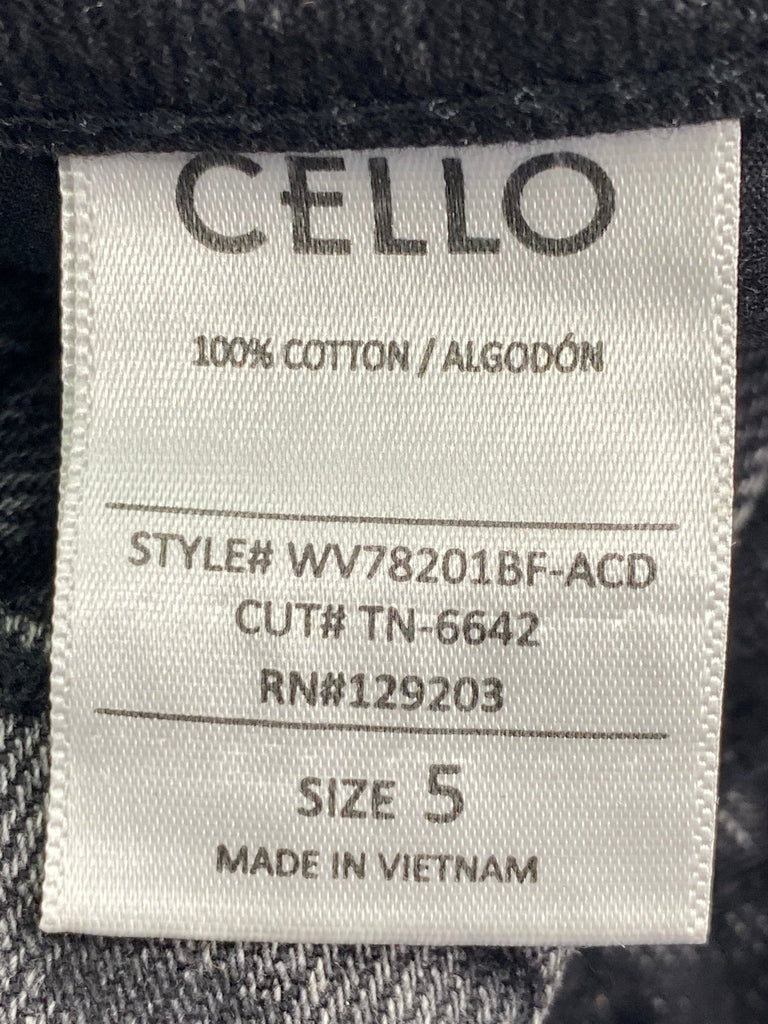 CELLO
100% COTTON / ALGODÓN
STYLE# WV78201BF-ACD
CUT# TN-6642
RN#129203
SIZE 5
MADE IN VIETNAM